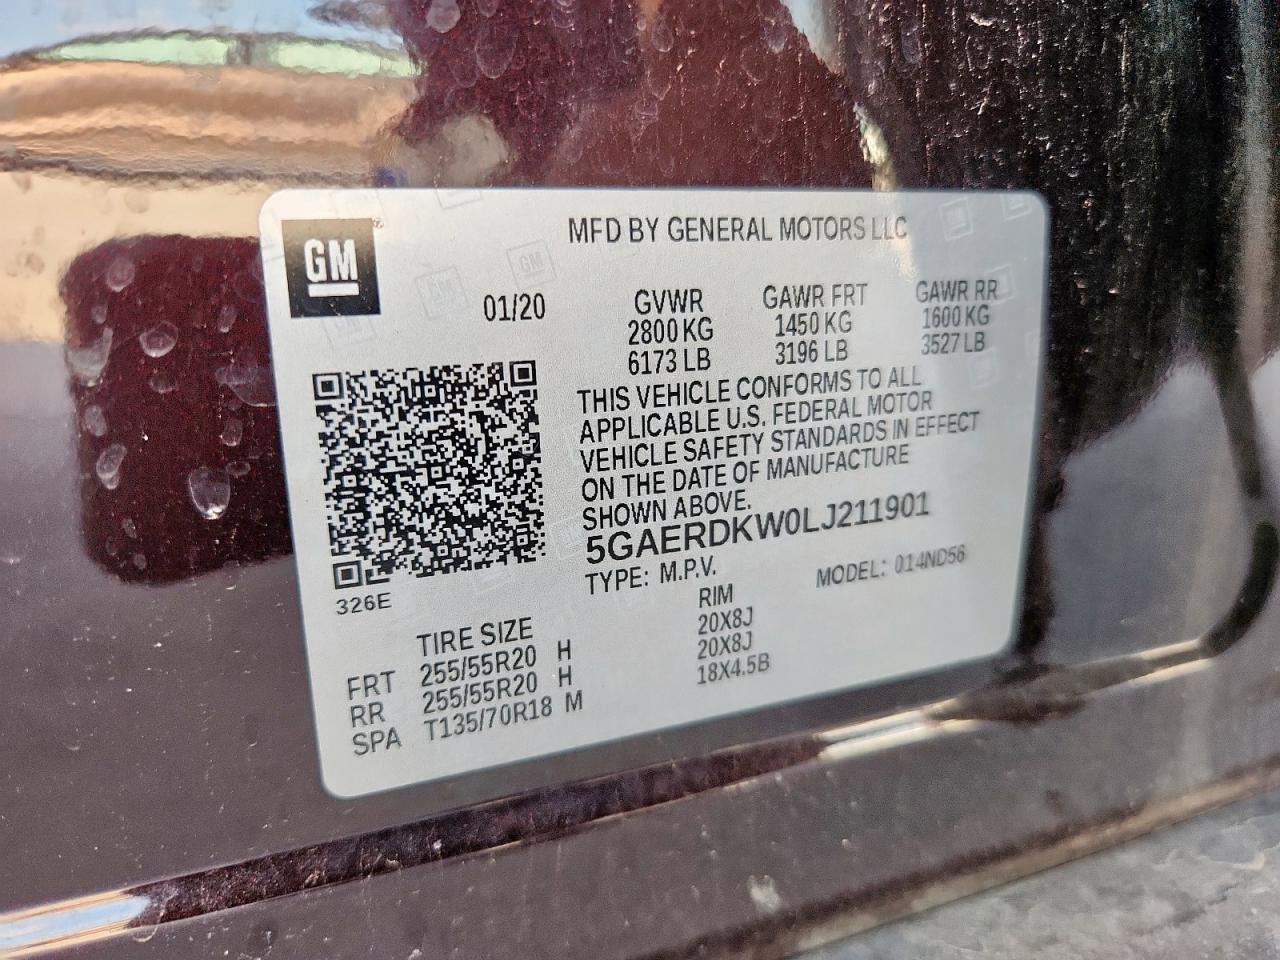 GM
MFD BY GENERAL MOTORS LLC
01/20
GVWR GAWR FRT GAWR RR
2800 KG 1450 KG 1600 KG
6173 LB 3196 LB 3527 LB
THIS VEHICLE CONFORMS TO ALL
APPLICABLE U.S. FEDERAL MOTOR
VEHICLE SAFETY STANDARDS IN EFFECT
ON THE DATE OF MANUFACTURE
SHOWN ABOVE.
5GAERDKW0LJ211901
TYPE: M.P.V. MODEL: 014ND56
326E
TIRE SIZE RIM
FRT 255/55R20 H 20X8J
RR 255/55R20 H 20X8J
SPA T135/70R18 M 18X4.5B